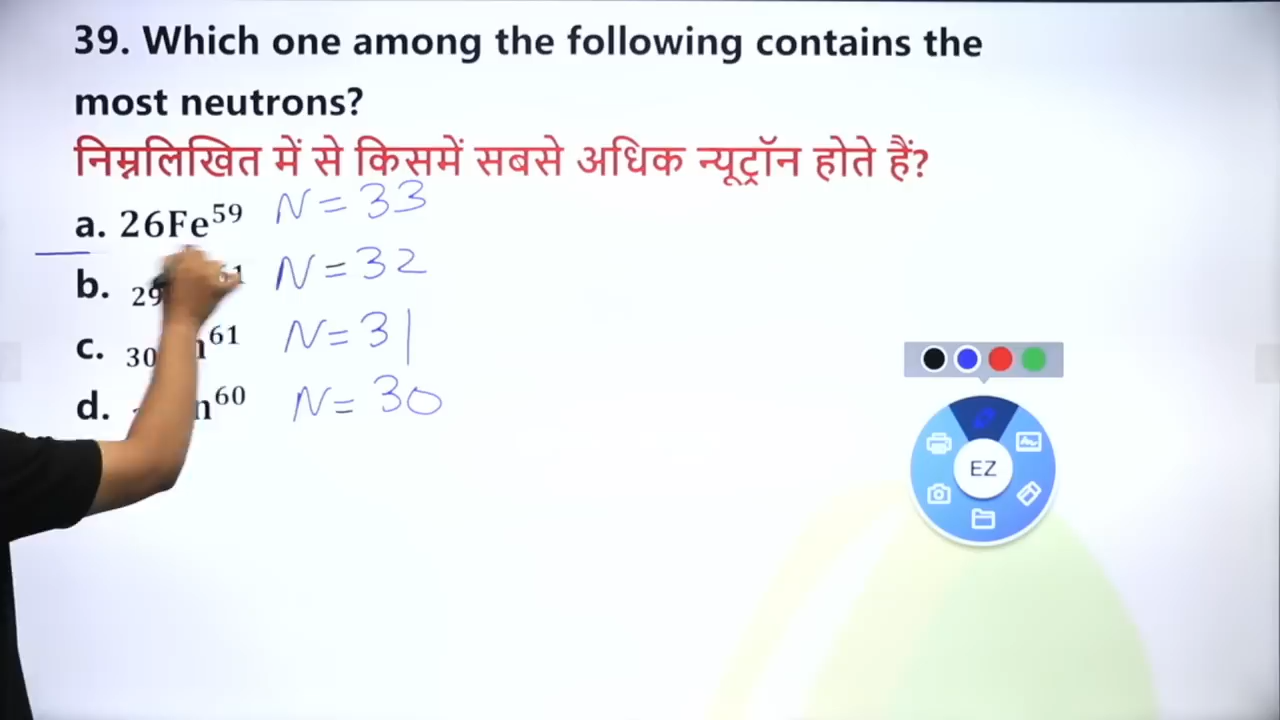 39. Which one among the following contains the
most neutrons?
निम्नलिखित में से किसमें सबसे अधिक न्यूट्रॉन होते हैं?
a. 26Fe⁵⁹ N = 33
b. ₂₉ N = 32
c. ₃₀ ⁶¹ N = 31
d. ⁶⁰ N = 30
EZ